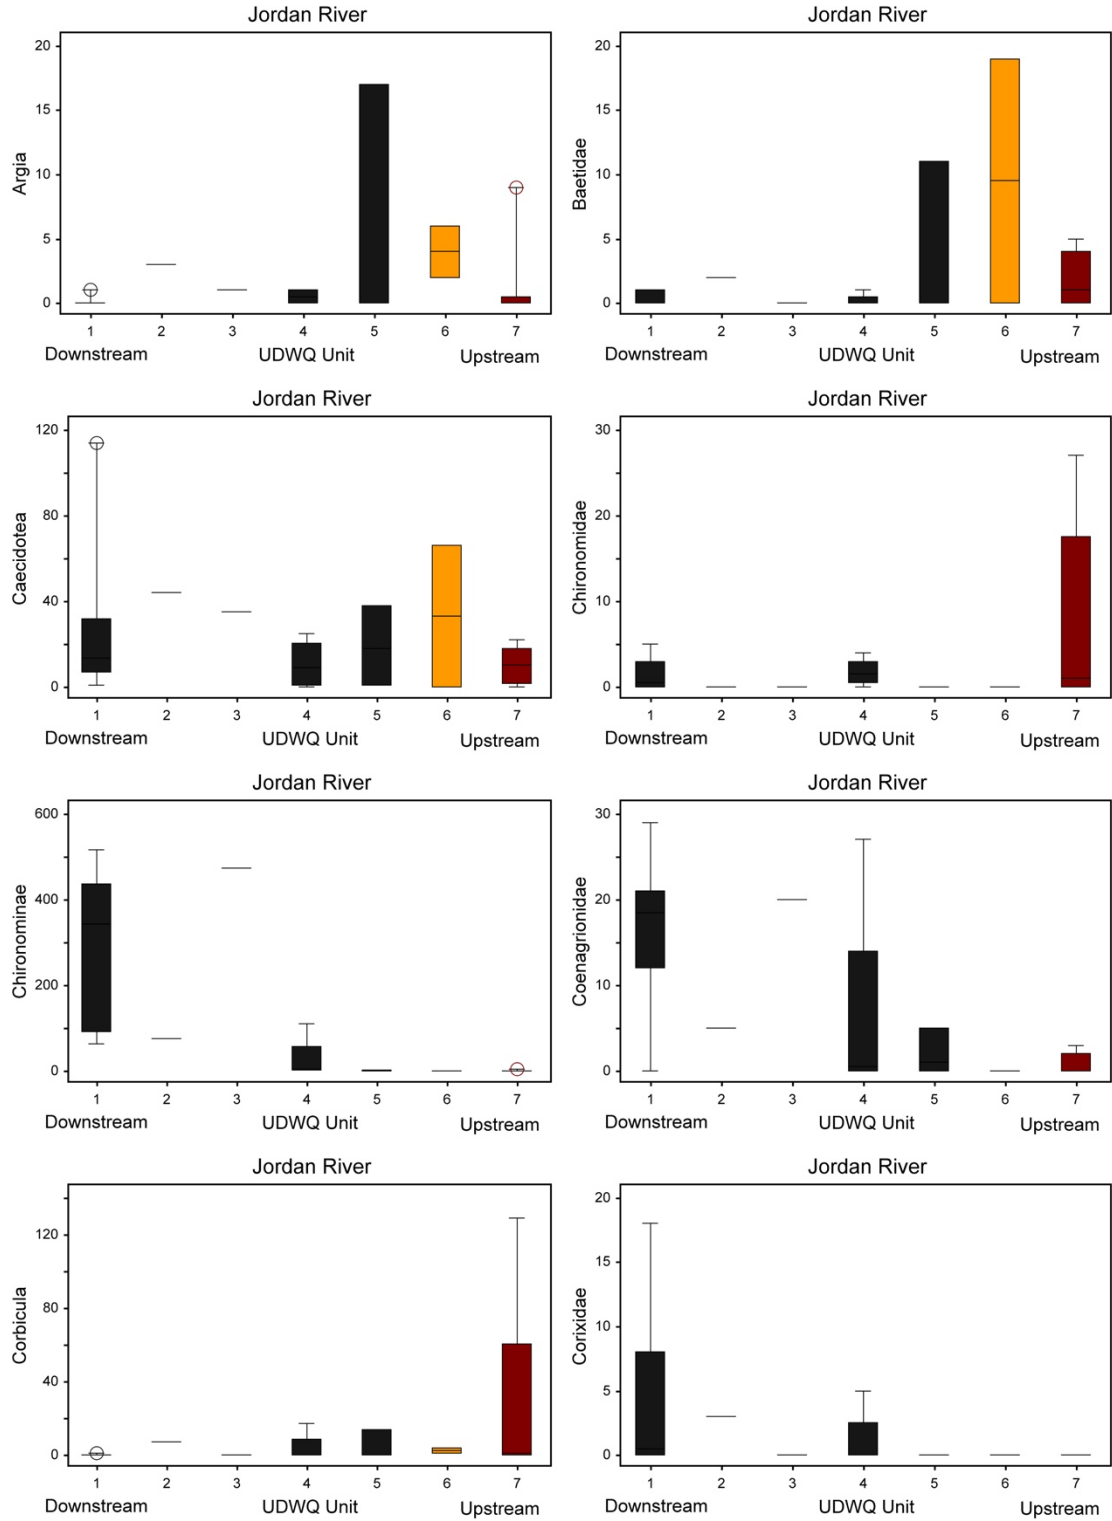 Jordan River
20
15
10
5
0
Argia
1 2 3 4 5 6 7
Downstream UDWQ Unit Upstream
Jordan River
20
15
10
5
0
Baetidae
1 2 3 4 5 6 7
Downstream UDWQ Unit Upstream
Jordan River
120
80
40
0
Caecidotea
1 2 3 4 5 6 7
Downstream UDWQ Unit Upstream
Jordan River
30
20
10
0
Chironomidae
1 2 3 4 5 6 7
Downstream UDWQ Unit Upstream
Jordan River
600
400
200
0
Chironominae
1 2 3 4 5 6 7
Downstream UDWQ Unit Upstream
Jordan River
30
20
10
0
Coenagrionidae
1 2 3 4 5 6 7
Downstream UDWQ Unit Upstream
Jordan River
120
80
40
0
Corbicula
1 2 3 4 5 6 7
Downstream UDWQ Unit Upstream
Jordan River
20
15
10
5
0
Corixidae
1 2 3 4 5 6 7
Downstream UDWQ Unit Upstream